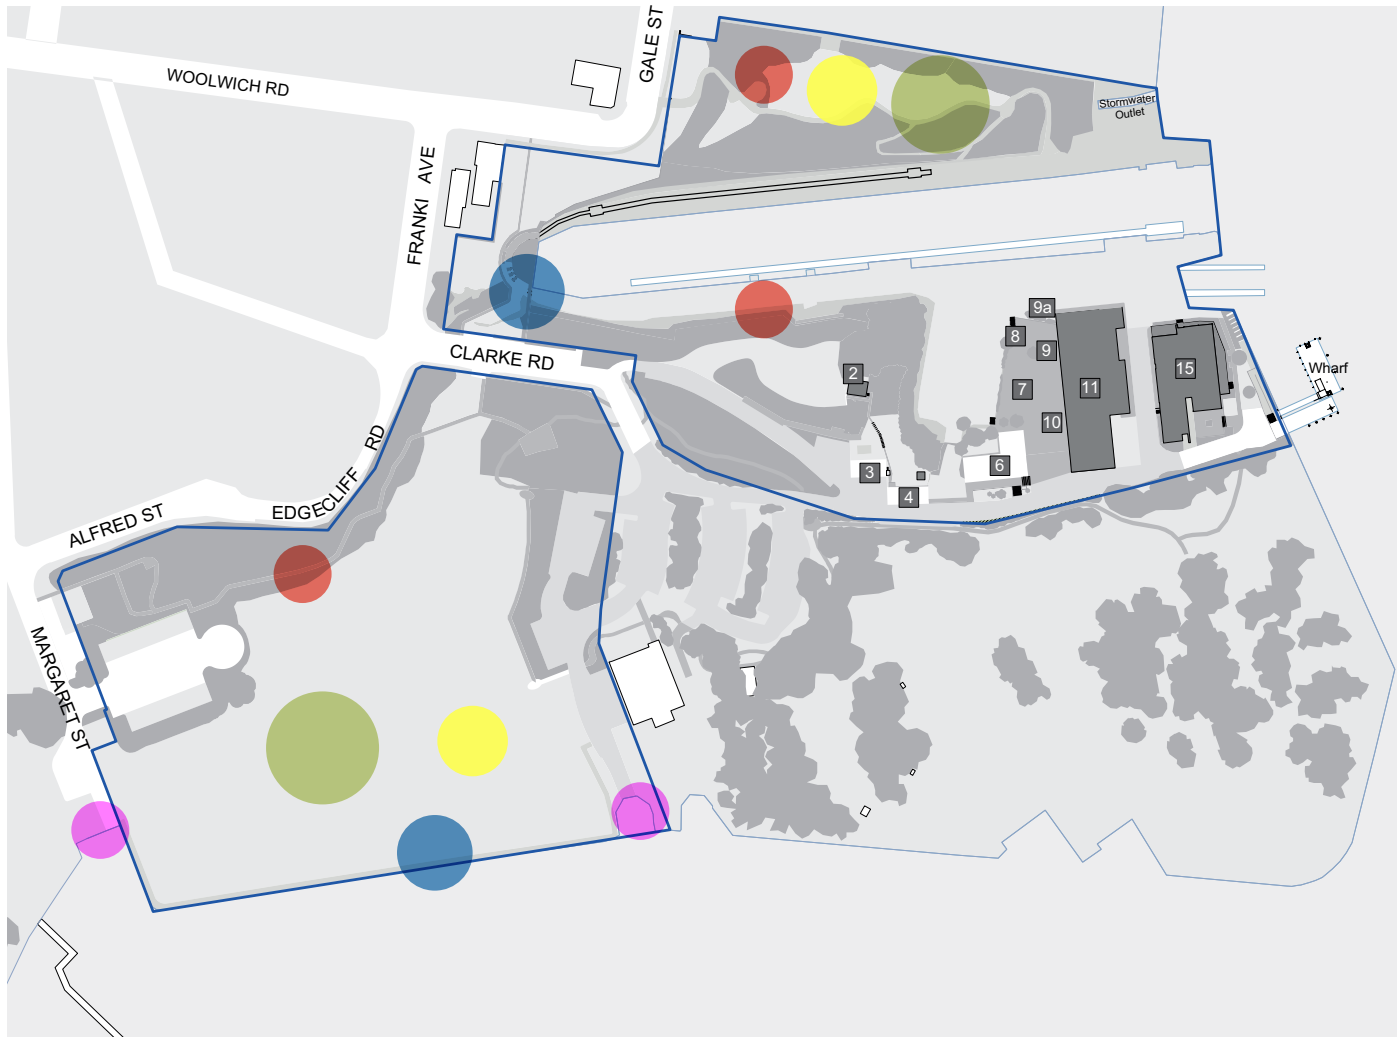 GALE ST
WOOLWICH RD
Stormwater
Outlet
FRANKI AVE
9a
8
9
CLARKE RD
2
15
Wharf
7
11
10
EDGECLIFF RD
3
6
4
ALFRED ST
MARGARET ST